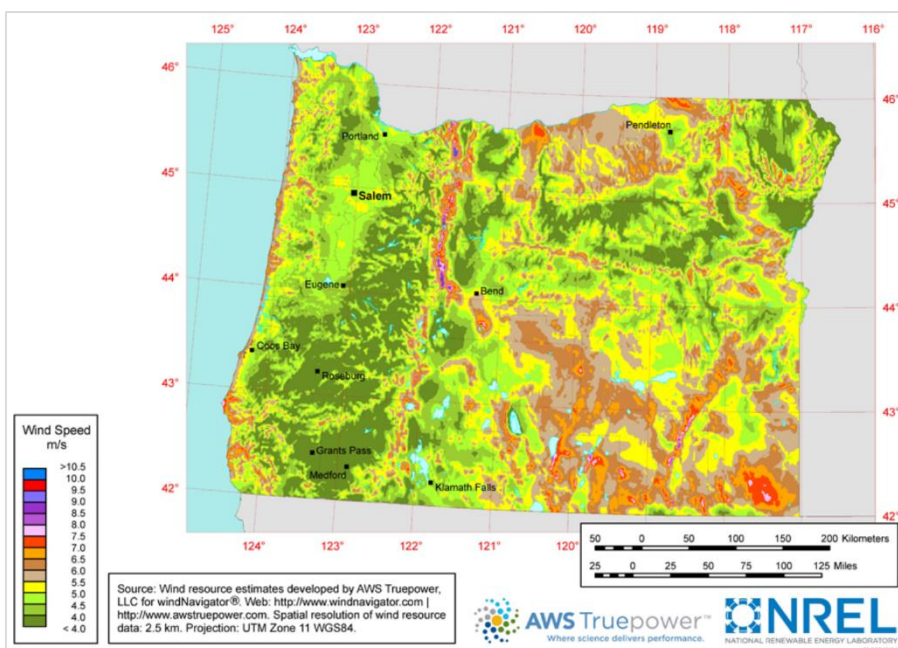 125° 124° 123° 122° 121° 120° 119° 118° 117° 116°
46°
46°
Pendleton
Portland
45°
45°
Salem
44°
44°
Eugene
Bend
Coos Bay
43°
43°
Roseburg
Wind Speed
m/s
>10.5
10.0
9.5
9.0
8.5
8.0
7.5
7.0
6.5
6.0
5.5
5.0
4.5
4.0
< 4.0
Grants Pass
Medford
42°
Klamath Falls
42°
124° 123° 122° 121° 120°
50 0 50 100 150 200 Kilometers
25 0 25 50 75 100 125 Miles
Source: Wind resource estimates developed by AWS Truepower,
LLC for windNavigator®. Web: http://www.windnavigator.com |
http://www.awstruepower.com. Spatial resolution of wind resource
data: 2.5 km. Projection: UTM Zone 11 WGS84.
AWS Truepower™
Where science delivers performance.
NREL
NATIONAL RENEWABLE ENERGY LABORATORY